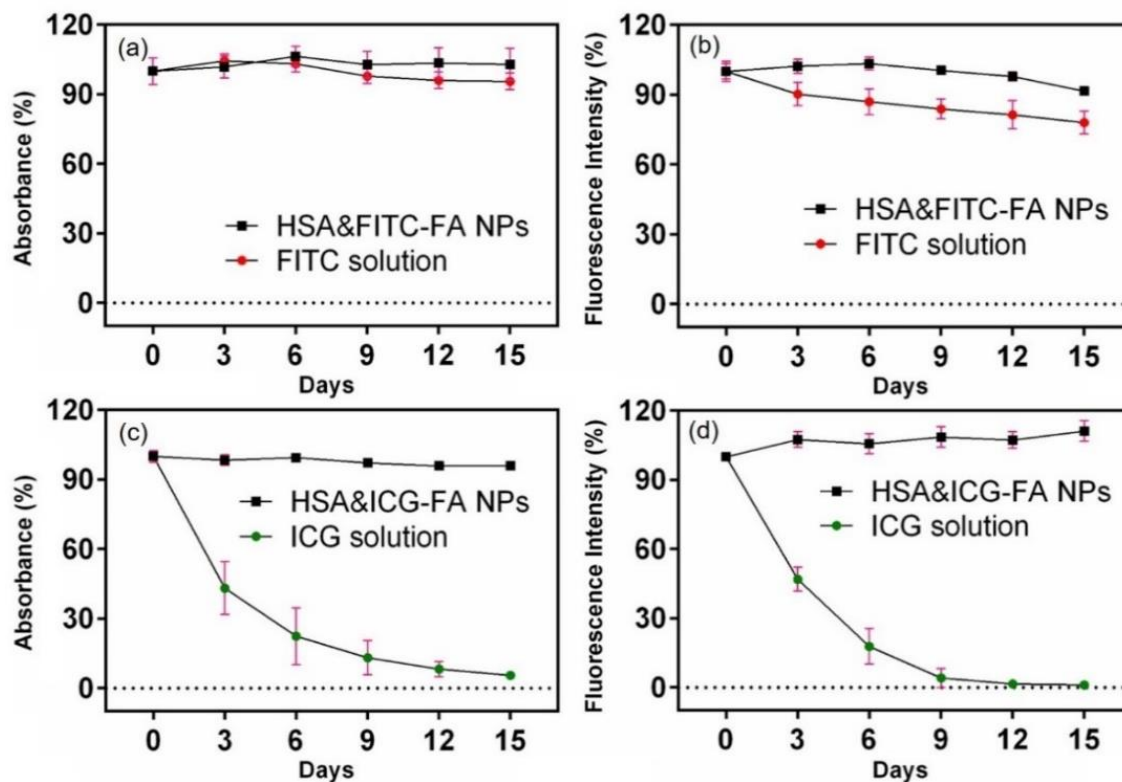 (a)
Absorbance (%)
120
90
60
30
0
HSA&FITC-FA NPs
FITC solution
0 3 6 9 12 15
Days
(b)
Fluorescence Intensity (%)
120
90
60
30
0
HSA&FITC-FA NPs
FITC solution
0 3 6 9 12 15
Days
(c)
Absorbance (%)
120
90
60
30
0
HSA&ICG-FA NPs
ICG solution
0 3 6 9 12 15
Days
(d)
Fluorescence Intensity (%)
120
90
60
30
0
HSA&ICG-FA NPs
ICG solution
0 3 6 9 12 15
Days